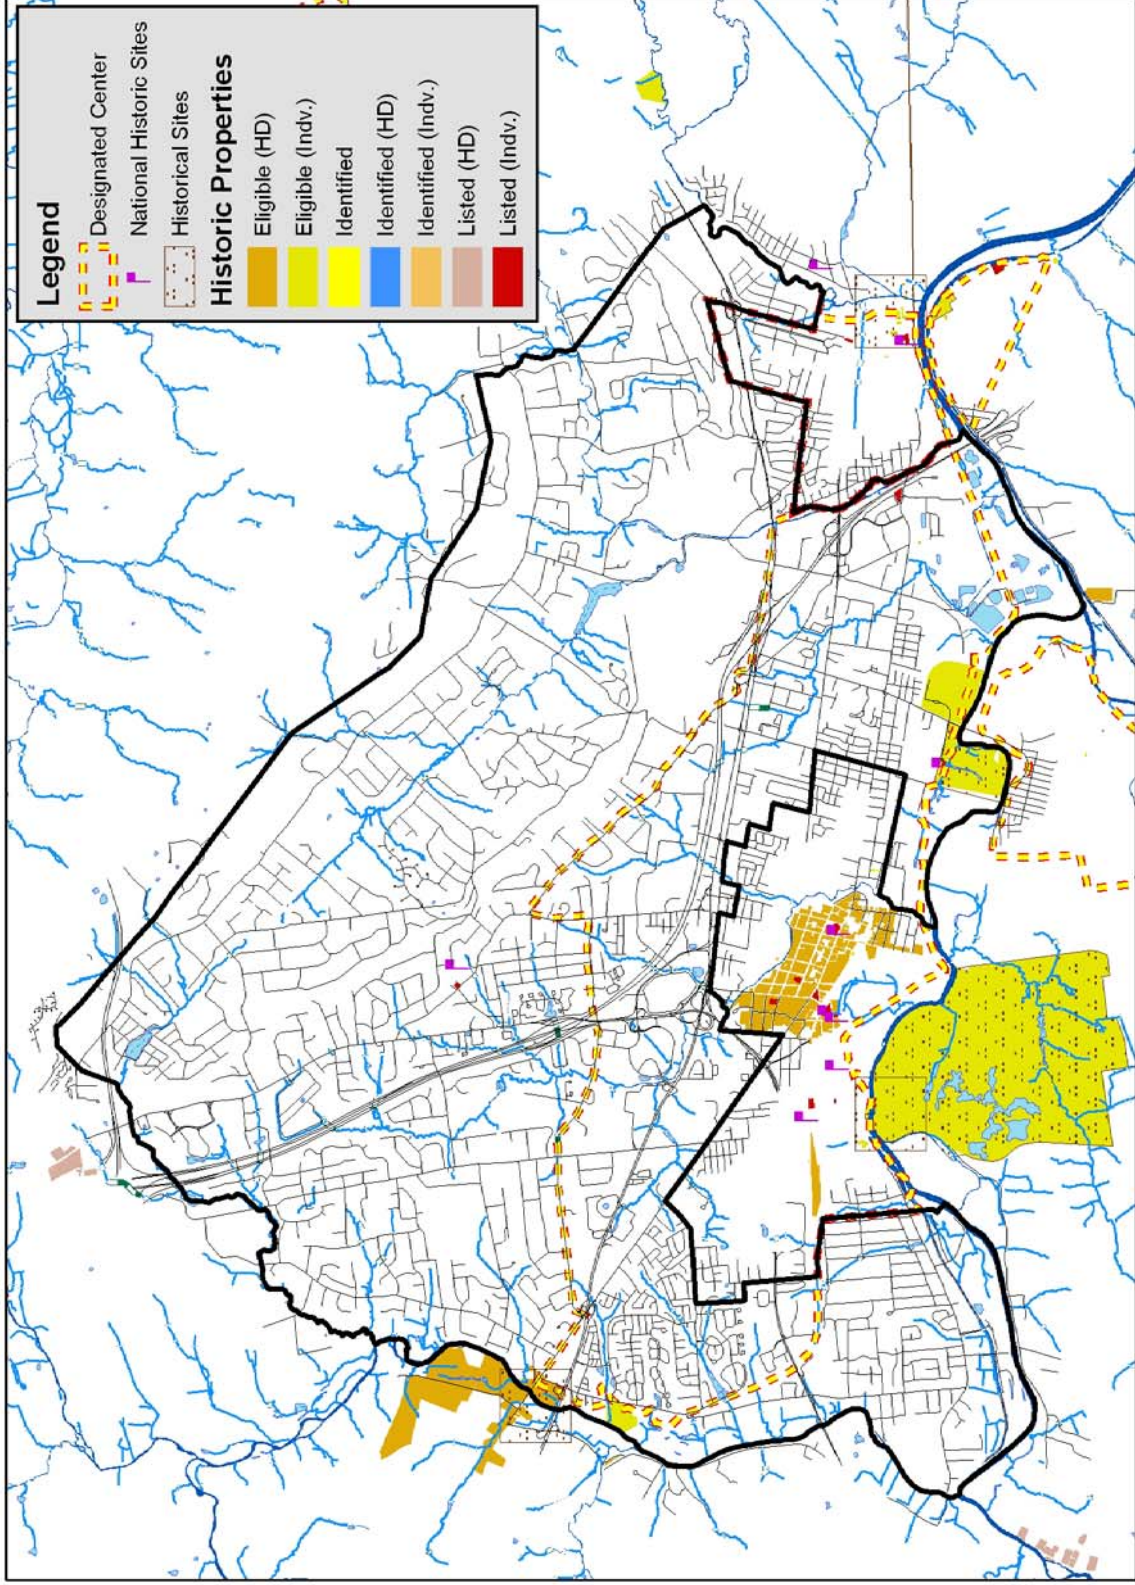 Legend
Designated Center
National Historic Sites
Historical Sites
Historic Properties
Eligible (HD)
Eligible (Indv.)
Identified
Identified (HD)
Identified (Indv.)
Listed (HD)
Listed (Indv.)